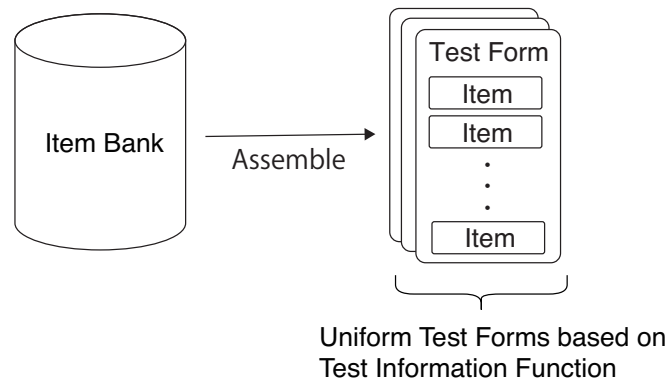 Item Bank
Assemble
Test Form
Item
Item
Item
Uniform Test Forms based on
Test Information Function